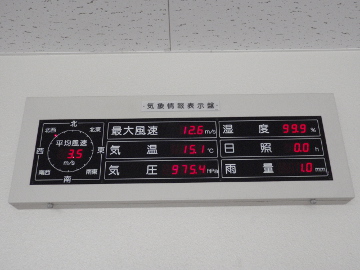 気象情報表示盤
北
北西 北東
平均風速
3.5
m/s
西 東
南西 南東
南
最大風速 12.6 m/s
気温 15.1 ℃
気圧 975.4 hPa
湿度 99.9 %
日照 0.0 h
雨量 1.0 mm